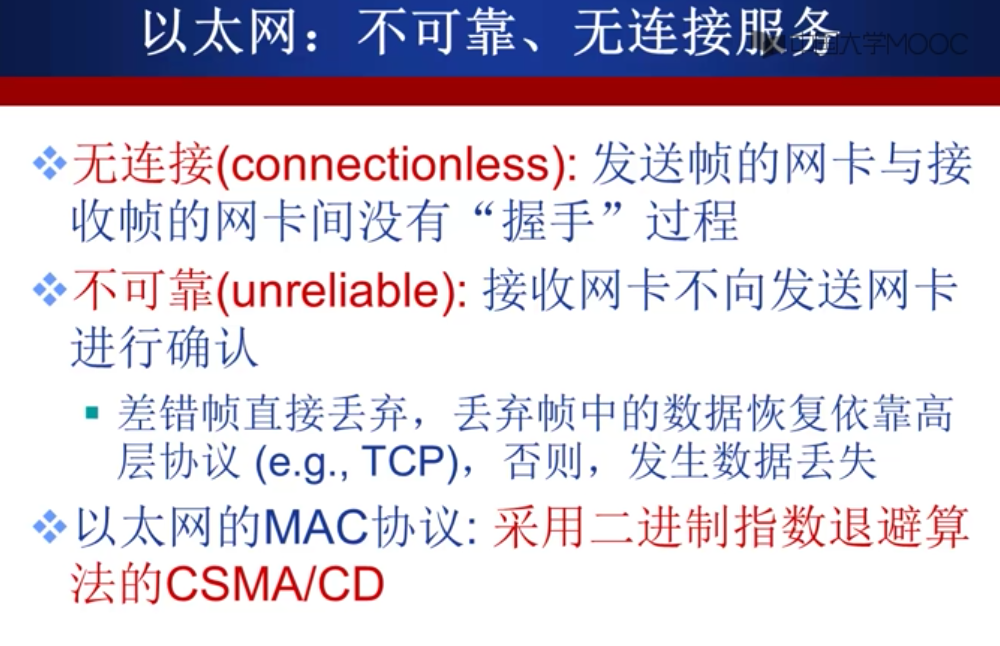 以太网：不可靠、无连接服务
中国大学MOOC
无连接(connectionless): 发送帧的网卡与接
收帧的网卡间没有“握手”过程
不可靠(unreliable): 接收网卡不向发送网卡
进行确认
差错帧直接丢弃，丢弃帧中的数据恢复依靠高
层协议 (e.g., TCP)，否则，发生数据丢失
以太网的MAC协议: 采用二进制指数退避算
法的CSMA/CD